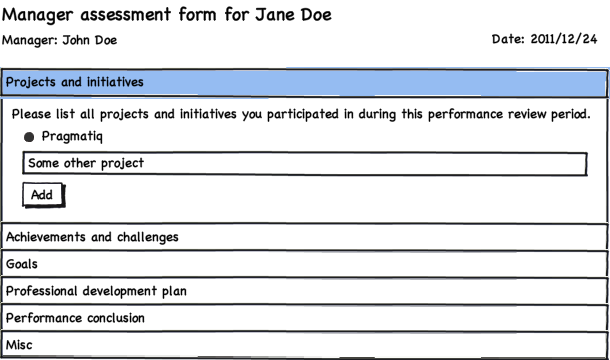 Manager assessment form for Jane Doe
Manager: John Doe
Date: 2011/12/24
Projects and initiatives
Please list all projects and initiatives you participated in during this performance review period.
Pragmatiq
Some other project
Add
Achievements and challenges
Goals
Professional development plan
Performance conclusion
Misc